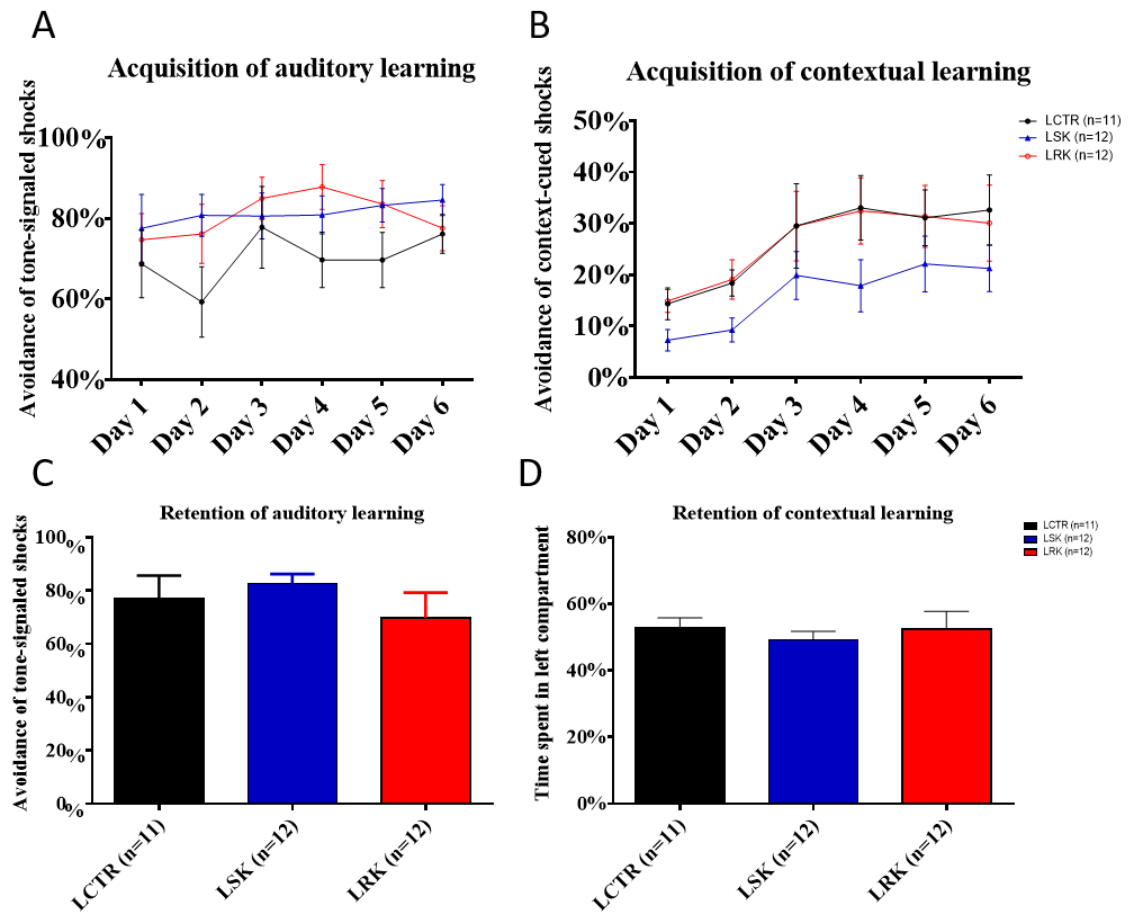 A
Acquisition of auditory learning
Avoidance of tone-signaled shocks
100%
80%
60%
40%
Day 1
Day 2
Day 3
Day 4
Day 5
Day 6
B
Acquisition of contextual learning
Avoidance of context-cued shocks
50%
40%
30%
20%
10%
0%
Day 1
Day 2
Day 3
Day 4
Day 5
Day 6
LCTR (n=11)
LSK (n=12)
LRK (n=12)
C
Retention of auditory learning
Avoidance of tone-signaled shocks
100%
80%
60%
40%
20%
0%
LCTR (n=11)
LSK (n=12)
LRK (n=12)
D
Retention of contextual learning
Time spent in left compartment
80%
60%
40%
20%
0%
LCTR (n=11)
LSK (n=12)
LRK (n=12)
LCTR (n=11)
LSK (n=12)
LRK (n=12)